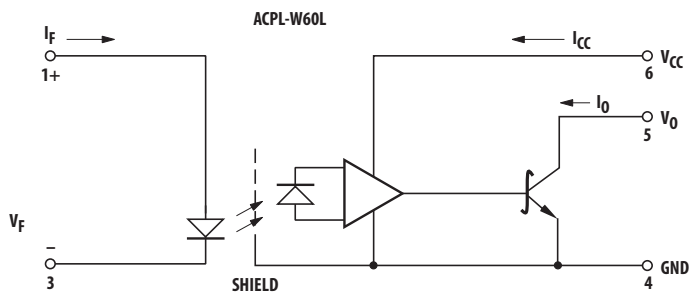 ACPL-W60L
IF
1+
ICC
VCC
6
IO
VO
5
VF
–
3
SHIELD
GND
4